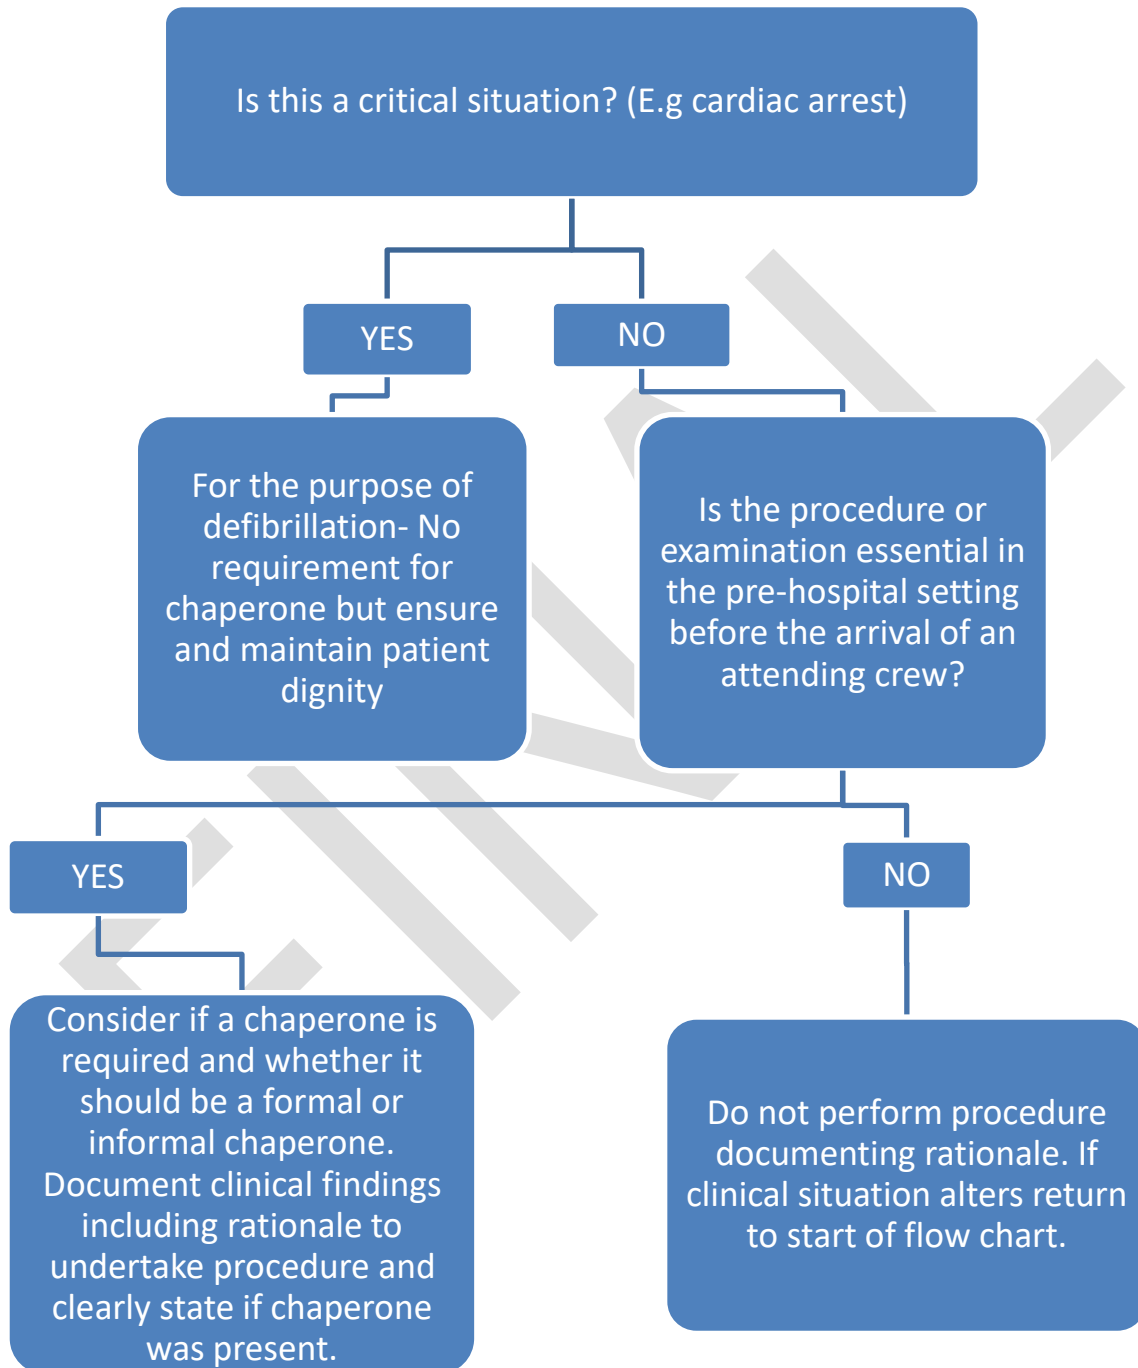 Is this a critical situation? (E.g cardiac arrest)
YES
NO
For the purpose of
defibrillation- No
requirement for
chaperone but ensure
and maintain patient
dignity
Is the procedure or
examination essential in
the pre-hospital setting
before the arrival of an
attending crew?
YES
NO
Consider if a chaperone is
required and whether it
should be a formal or
informal chaperone.
Document clinical findings
including rationale to
undertake procedure and
clearly state if chaperone
was present.
Do not perform procedure
documenting rationale. If
clinical situation alters return
to start of flow chart.